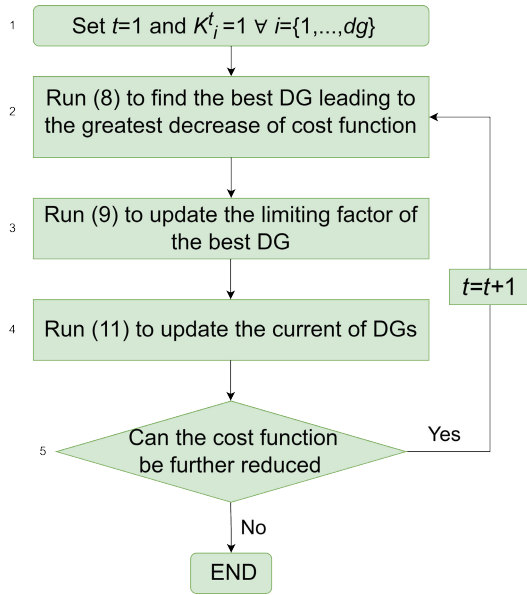 1
Set t=1 and K^t_i =1 ∀ i={1,...,dg}
2
Run (8) to find the best DG leading to
the greatest decrease of cost function
3
Run (9) to update the limiting factor of
the best DG
t=t+1
4
Run (11) to update the current of DGs
5
Can the cost function
be further reduced
Yes
No
END